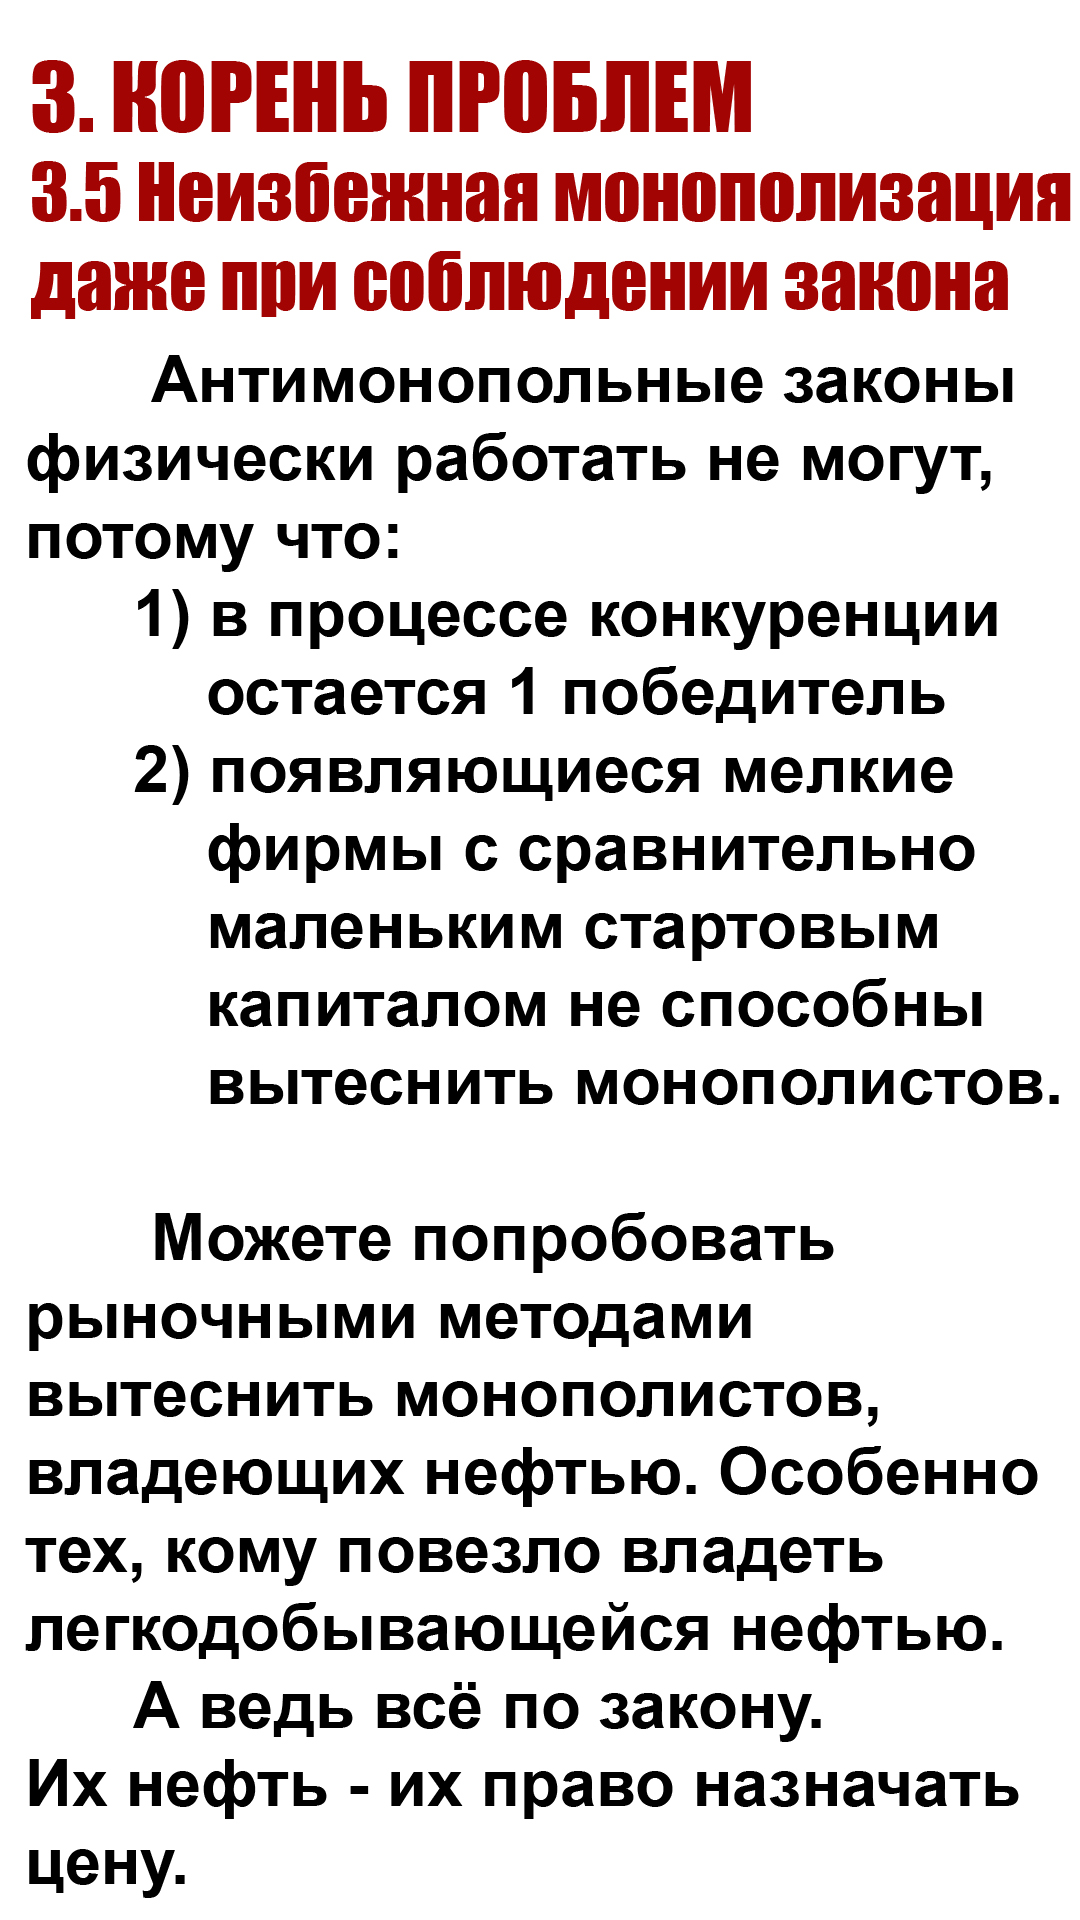 3. КОРЕНЬ ПРОБЛЕМ
3.5 Неизбежная монополизация
даже при соблюдении закона
Антимонопольные законы
физически работать не могут,
потому что:
1) в процессе конкуренции
остается 1 победитель
2) появляющиеся мелкие
фирмы с сравнительно
маленьким стартовым
капиталом не способны
вытеснить монополистов.
Можете попробовать
рыночными методами
вытеснить монополистов,
владеющих нефтью. Особенно
тех, кому повезло владеть
легкодобывающейся нефтью.
А ведь всё по закону.
Их нефть - их право назначать
цену.